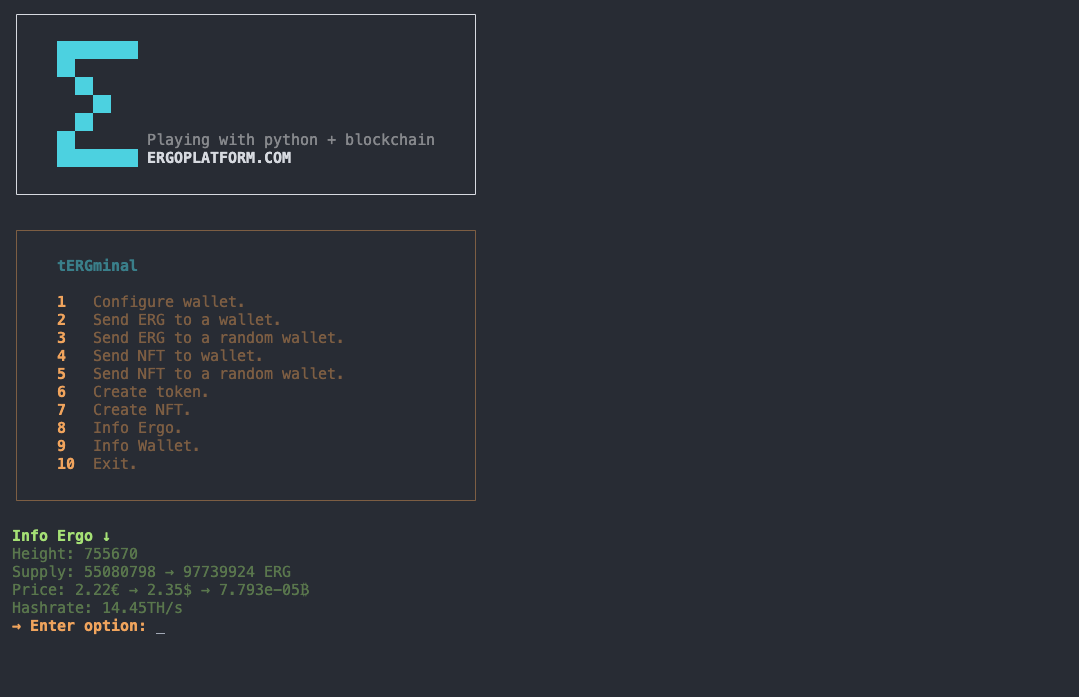 Playing with python + blockchain
ERGOPLATFORM.COM
tERGminal
1 Configure wallet.
2 Send ERG to a wallet.
3 Send ERG to a random wallet.
4 Send NFT to wallet.
5 Send NFT to a random wallet.
6 Create token.
7 Create NFT.
8 Info Ergo.
9 Info Wallet.
10 Exit.
Info Ergo ↓
Height: 755670
Supply: 55080798 → 97739924 ERG
Price: 2.22€ → 2.35$ → 7.793e-05₿
Hashrate: 14.45TH/s
→ Enter option: _